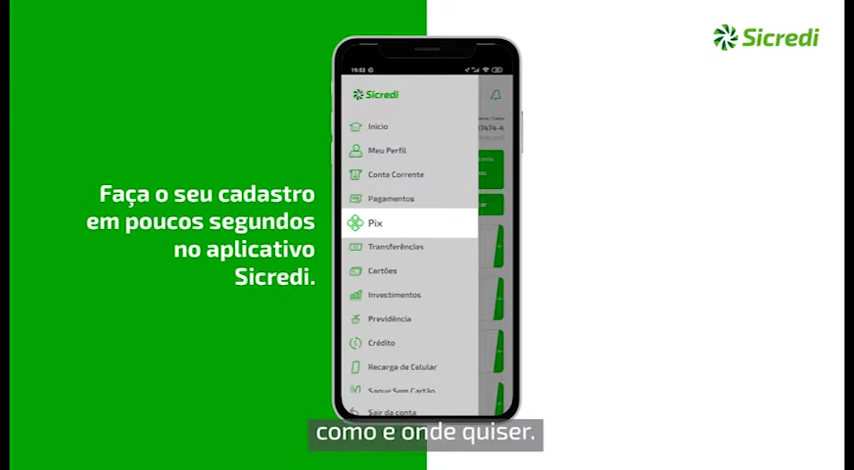 Sicredi
Faça o seu cadastro
em poucos segundos
no aplicativo
Sicredi.
Sicredi
Início
Meu Perfil
Conta Corrente
Pagamentos
Pix
Transferências
Cartões
Investimentos
Previdência
Crédito
Recarga de Celular
Saque Sem Cartão
Sair da conta
como e onde quiser.